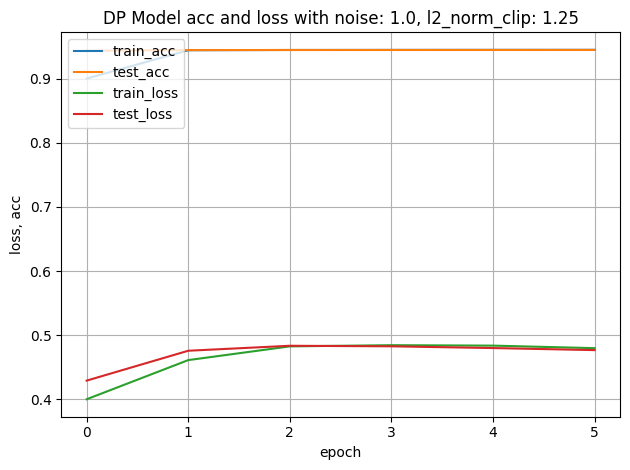 DP Model acc and loss with noise: 1.0, l2_norm_clip: 1.25
train_acc
test_acc
train_loss
test_loss
0.9
0.8
0.7
0.6
0.5
0.4
loss, acc
0 1 2 3 4 5
epoch